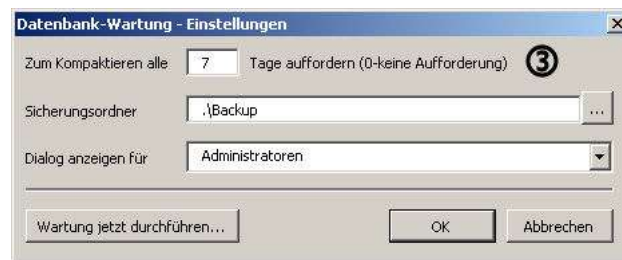 Datenbank-Wartung - Einstellungen
Zum Kompaktieren alle 7 Tage auffordern (0-keine Aufforderung) ③
Sicherungsordner .\Backup ...
Dialog anzeigen für Administratoren
Wartung jetzt durchführen... OK Abbrechen